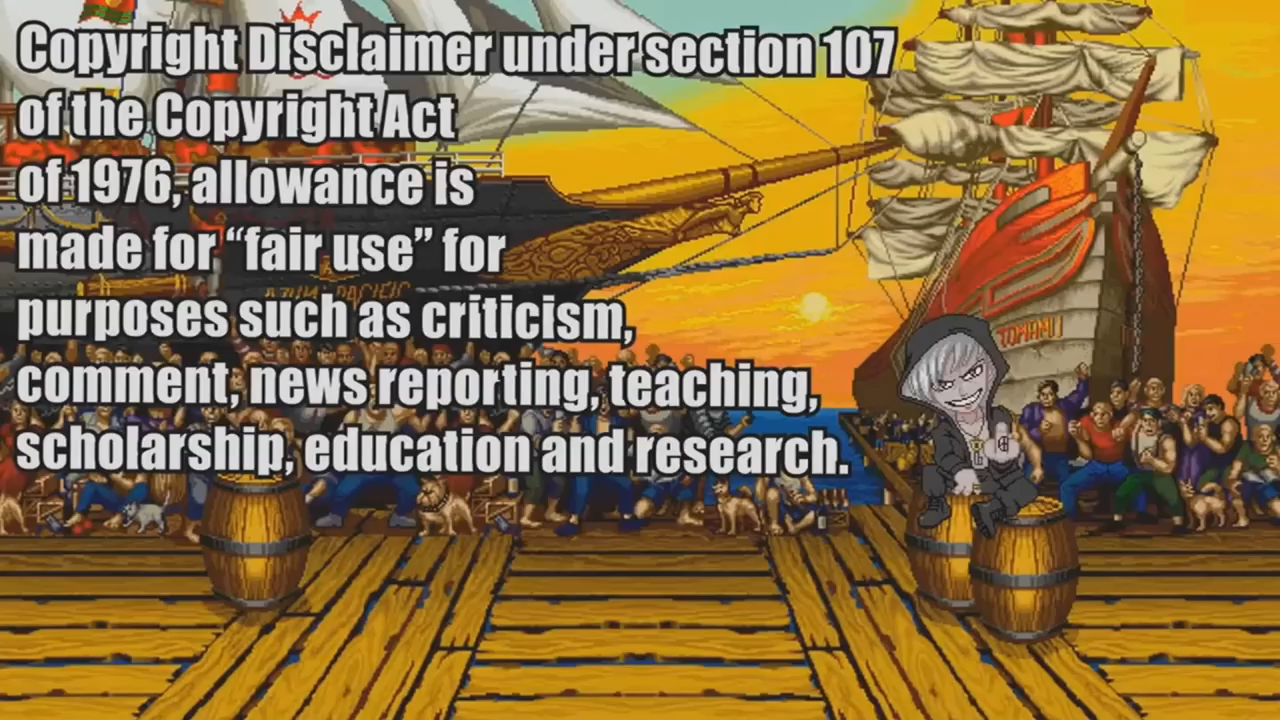 Copyright Disclaimer under section 107
of the Copyright Act
of 1976, allowance is
made for “fair use” for
purposes such as criticism,
comment, news reporting, teaching,
scholarship, education and research.